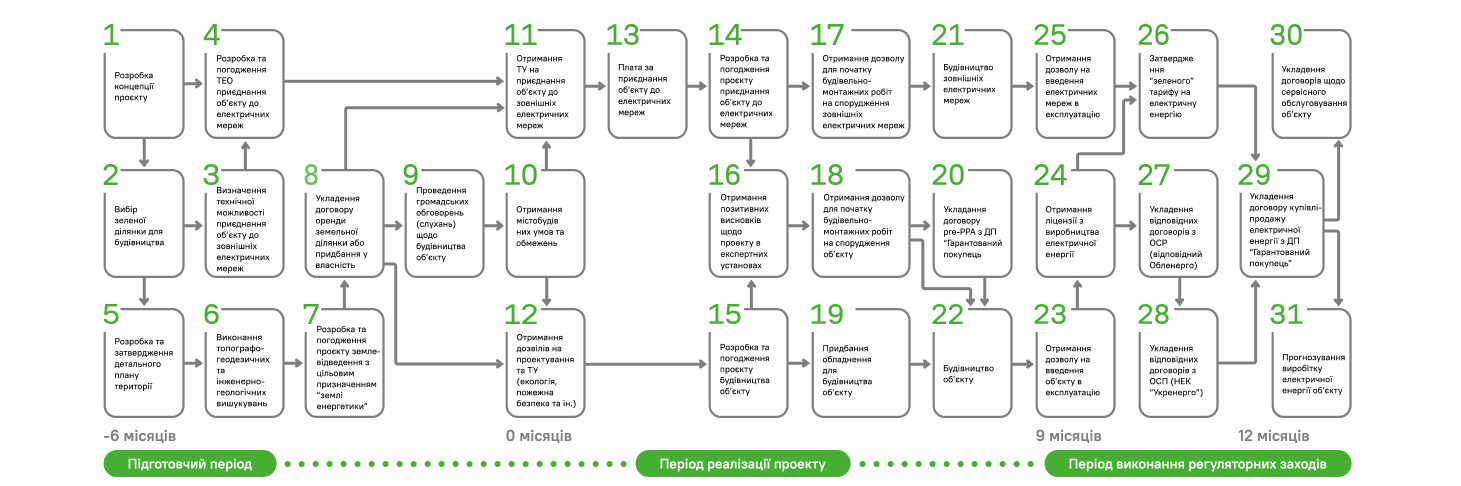 1
Розробка
концепції
проєкту
4
Розробка та
погодження
ТЕО
приєднання
об’єкту до
електричних
мереж
11
Отримання
ТУ на
приєднання
об’єкту до
зовнішніх
електричних
мереж
13
Плата за
приєднання
об’єкту до
електричних
мереж
14
Розробка та
погодження
проєкту
приєднання
об’єкту до
електричних
мереж
17
Отримання дозволу
для початку
будівельно-
монтажних робіт
на спорудження
зовнішніх
електричних мереж
21
Будівництво
зовнішніх
електричних
мереж
25
Отримання
дозволу на
введення
електричних
мереж в
експлуатацію
26
Затвердже
ння
“зеленого”
тарифу на
електричну
енергію
30
Укладення
договорів щодо
сервісного
обслуговування
об’єкту
2
Вибір
зеленої
ділянки для
будівництва
3
Визначення
технічної
можливості
приєднання
об’єкту до
зовнішніх
електричних
мереж
8
Укладення
договору
оренди
земельної
ділянки або
придбання у
власність
9
Проведення
громадських
обговорень
(слухань)
щодо
будівництва
об’єкту
10
Отримання
містобудів
них умов та
обмежень
16
Отримання
позитивних
висновків
щодо
проекту в
експертних
установах
18
Отримання дозволу
для початку
будівельно-
монтажних робіт
на спорудження
об’єкту
20
Укладання
договору
pre-PPA з ДП
“Гарантований
покупець
24
Отримання
ліцензії з
виробництва
електричної
енергії
27
Укладення
відповідних
договорів з
ОСР
(відповідний
Обленерго)
29
Укладення
договору купівлі-
продажу
електричної
енергії з ДП
“Гарантований
покупець”
5
Розробка та
затвердження
детального
плану
території
6
Виконання
топографо-
геодезичних
та
інженерно-
геологічних
вишукувань
7
Розробка та
погодження
проєкту земле-
відведення з
цільовим
призначенням
“землі
енергетики”
12
Отримання
дозволів на
проектування
та ТУ
(екологія,
пожежна
безпека та ін.)
15
Розробка та
погодження
проєкту
будівництва
об’єкту
19
Придбання
обладнення
для
будівництва
об’єкту
22
Будівництво
об’єкту
23
Отримання
дозволу на
введення
об’єкту в
експлуатацію
28
Укладення
відповідних
договорів з
ОСП (НЕК
“Укренерго”)
31
Прогнозування
виробітку
електричної
енергії об’єкту
-6 місяців
0 місяців
9 місяців
12 місяців
Підготовчий період
Період реалізації проекту
Період виконання регуляторних заходів